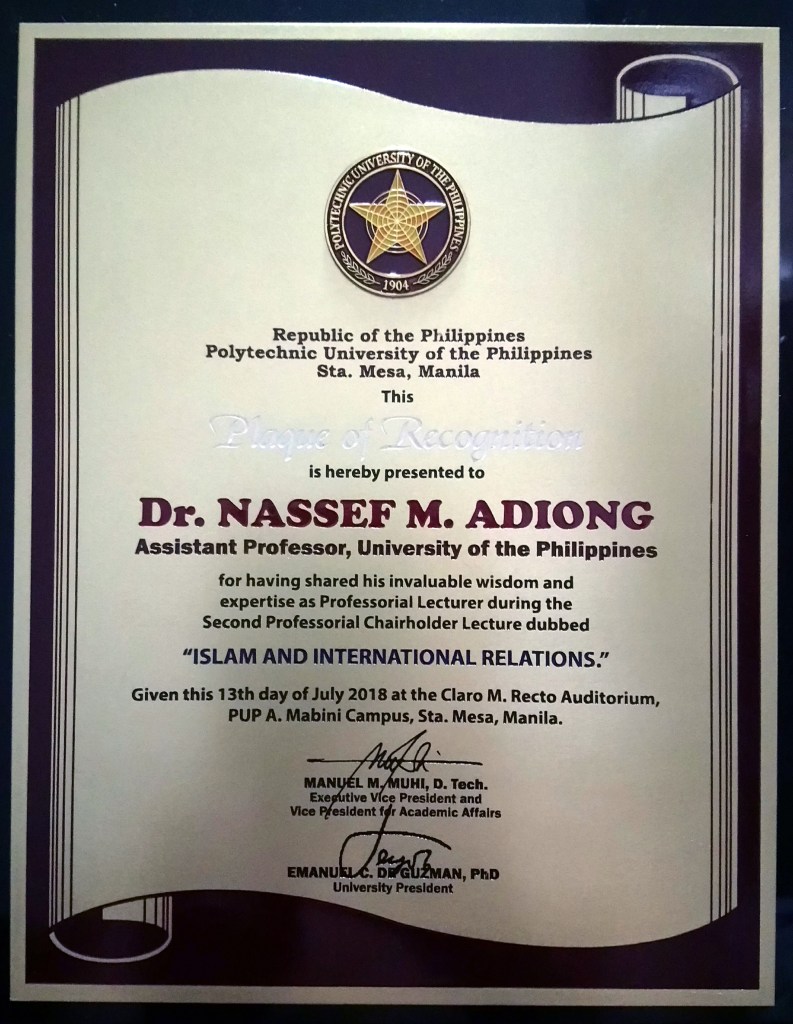 POLYTECHNIC UNIVERSITY OF THE PHILIPPINES
1904
Republic of the Philippines
Polytechnic University of the Philippines
Sta. Mesa, Manila
This
Plaque of Recognition
is hereby presented to
Dr. NASSEF M. ADIONG
Assistant Professor, University of the Philippines
for having shared his invaluable wisdom and
expertise as Professorial Lecturer during the
Second Professorial Chairholder Lecture dubbed
“ISLAM AND INTERNATIONAL RELATIONS.”
Given this 13th day of July 2018 at the Claro M. Recto Auditorium,
PUP A. Mabini Campus, Sta. Mesa, Manila.
MANUEL M. MUHI, D. Tech.
Executive Vice President and
Vice President for Academic Affairs
EMANUEL C. DE GUZMAN, PhD
University President